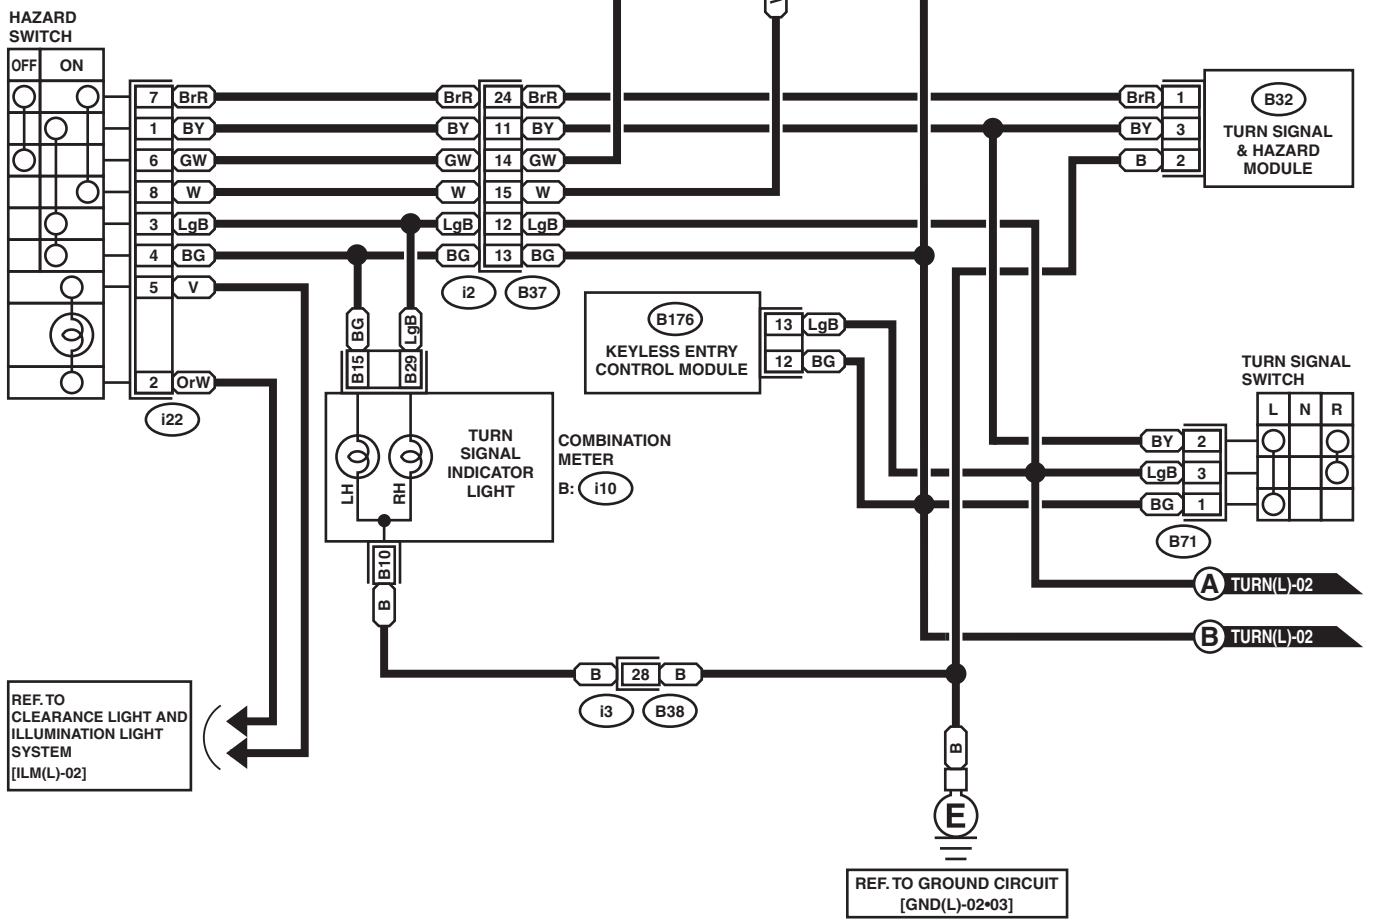 HAZARD
SWITCH
OFF ON
7 BrR BrR 24 BrR BrR 1
1 BY BY 11 BY BY 3
6 GW GW 14 GW B 2
8 W W 15 W
3 LgB LgB 12 LgB
4 BG BG 13 BG
5 V
2 OrW
i22
i2 B37
B32
TURN SIGNAL
& HAZARD
MODULE
BG LgB
B15 B29
B176
KEYLESS ENTRY
CONTROL MODULE
13 LgB
12 BG
TURN
SIGNAL
INDICATOR
LIGHT
LH RH
COMBINATION
METER
B: i10
B10
B
TURN SIGNAL
SWITCH
L N R
BY 2
LgB 3
BG 1
B71
A TURN(L)-02
B TURN(L)-02
B 28 B
i3 B38
REF. TO
CLEARANCE LIGHT AND
ILLUMINATION LIGHT
SYSTEM
[ILM(L)-02]
B
E
REF. TO GROUND CIRCUIT
[GND(L)-02•03]